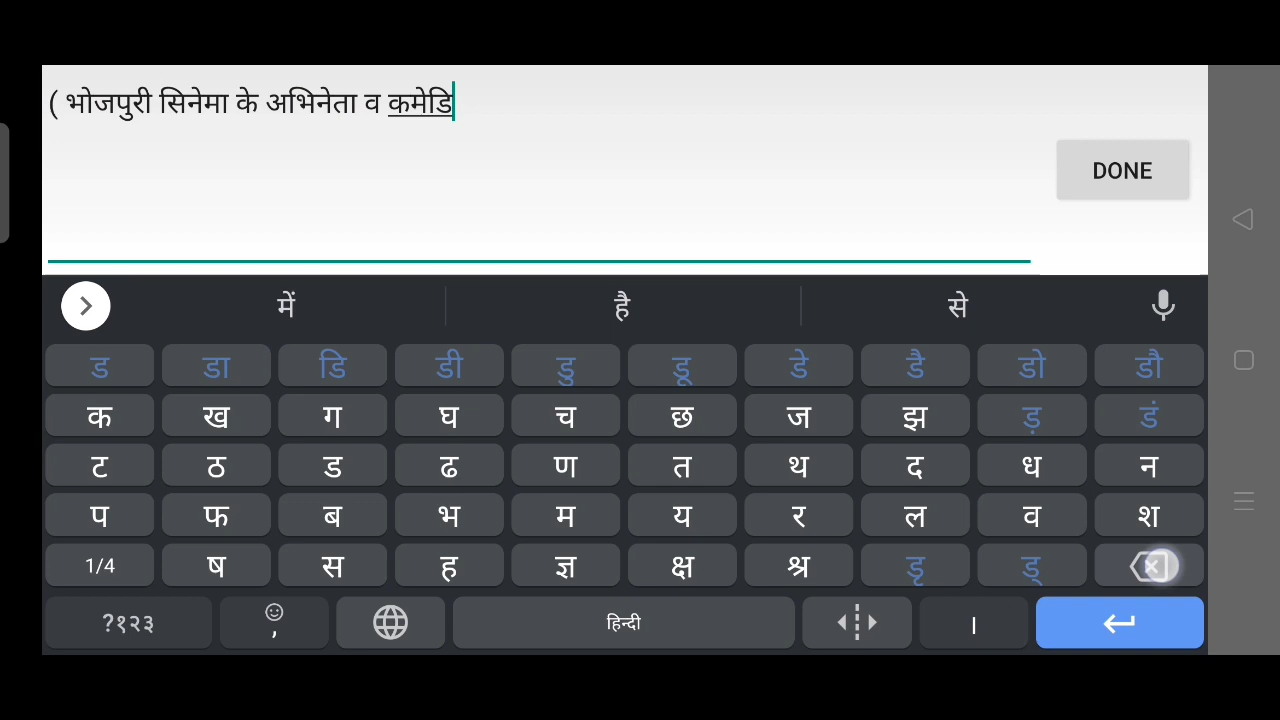 ( भोजपुरी सिनेमा के अभिनेता व कमेडि
DONE
में है से
ड डा डि डी डु डू डे डै डो डौ
क ख ग घ च छ ज झ ड़ डं
ट ठ ड ढ ण त थ द ध न
प फ ब भ म य र ल व श
1/4 ष स ह ज्ञ क्ष श्र डृ ड्
?१२३ , हिन्दी ।